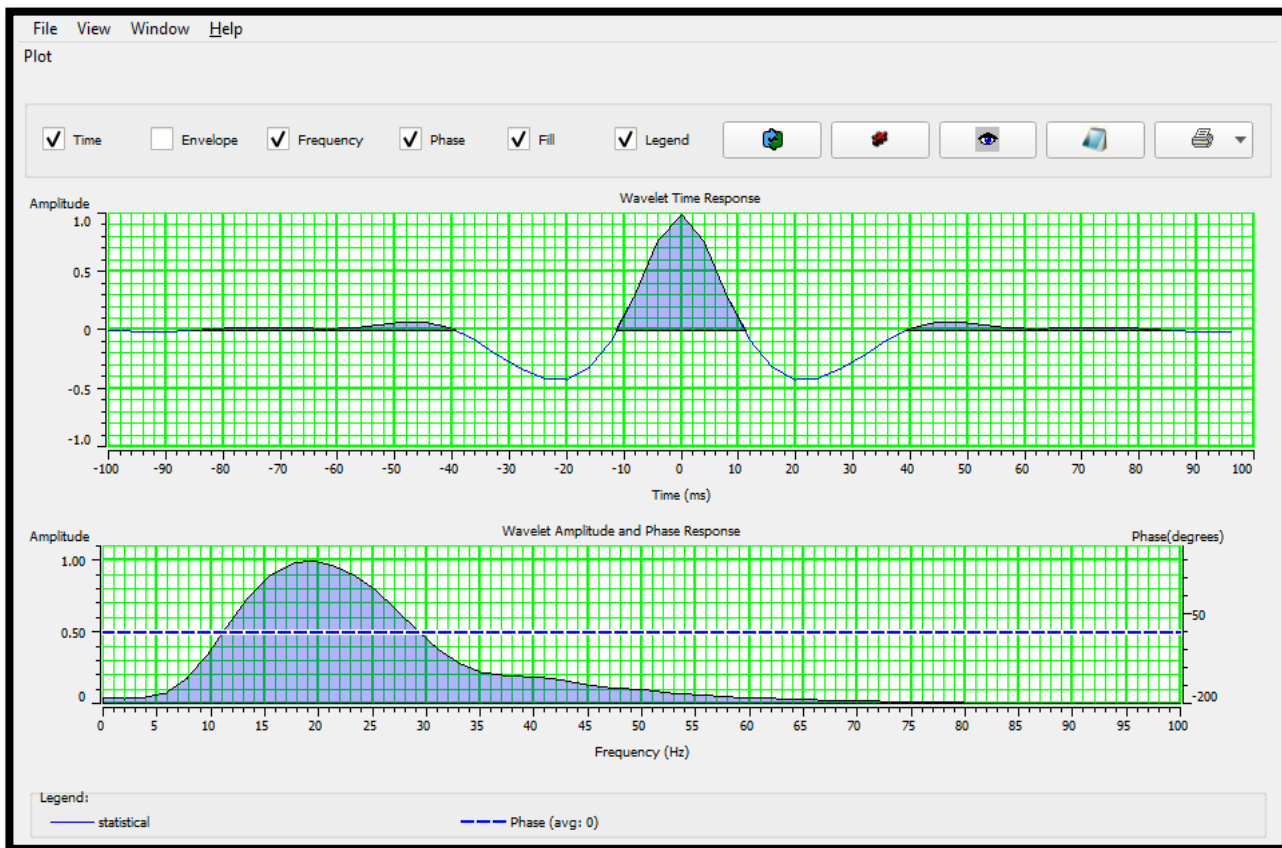 File View Window Help
Plot
Time Envelope Frequency Phase Fill Legend
Wavelet Time Response
Amplitude
1.0
0.5
0
-0.5
-1.0
-100 -90 -80 -70 -60 -50 -40 -30 -20 -10 0 10 20 30 40 50 60 70 80 90 100
Time (ms)
Wavelet Amplitude and Phase Response
Amplitude Phase(degrees)
1.00
0.50 50
0 -200
0 5 10 15 20 25 30 35 40 45 50 55 60 65 70 75 80 85 90 95 100
Frequency (Hz)
Legend:
statistical Phase (avg: 0)